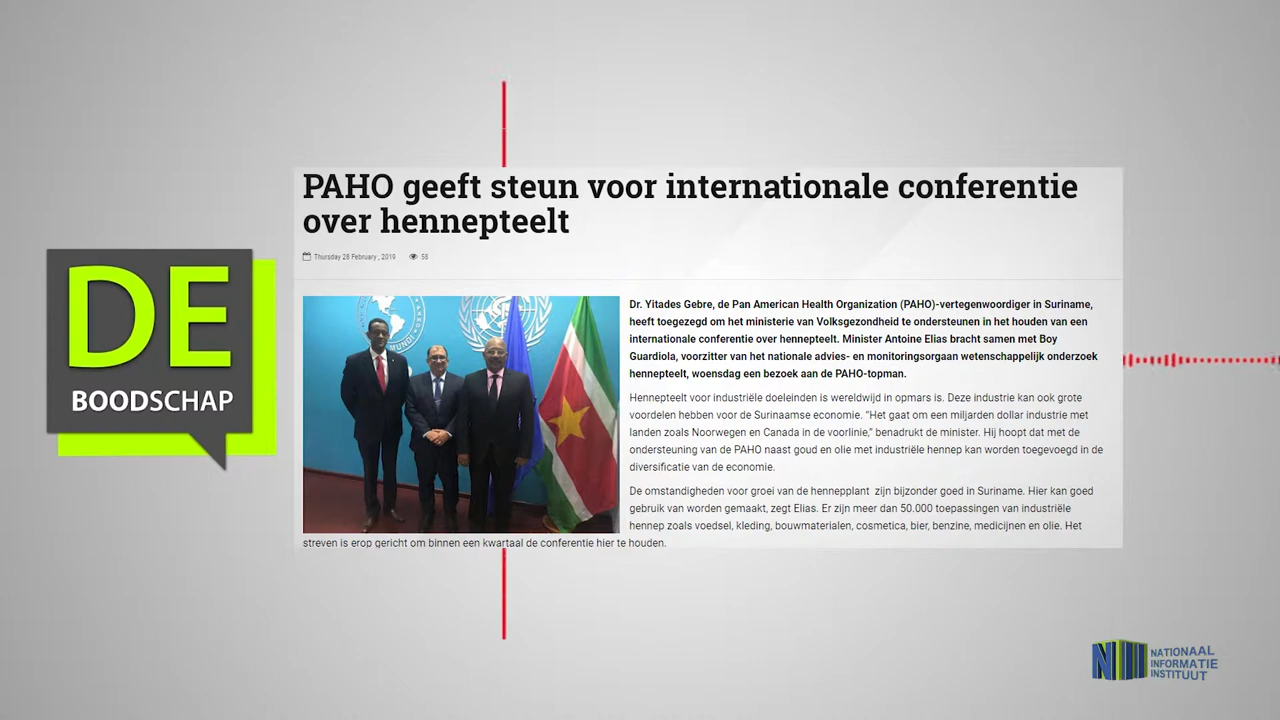 DE
BOODSCHAP
PAHO geeft steun voor internationale conferentie
over hennepteelt
Thursday 28 February, 2019 58
Dr. Yitades Gebre, de Pan American Health Organization (PAHO)-vertegenwoordiger in Suriname,
heeft toegezegd om het ministerie van Volksgezondheid te ondersteunen in het houden van een
internationale conferentie over hennepteelt. Minister Antoine Elias bracht samen met Boy
Guardiola, voorzitter van het nationale advies- en monitoringsorgaan wetenschappelijk onderzoek
hennepteelt, woensdag een bezoek aan de PAHO-topman.
Hennepteelt voor industriële doeleinden is wereldwijd in opmars is. Deze industrie kan ook grote
voordelen hebben voor de Surinaamse economie. “Het gaat om een miljarden dollar industrie met
landen zoals Noorwegen en Canada in de voorlinie,” benadrukt de minister. Hij hoopt dat met de
ondersteuning van de PAHO naast goud en olie met industriële hennep kan worden toegevoegd in de
diversificatie van de economie.
De omstandigheden voor groei van de hennepplant zijn bijzonder goed in Suriname. Hier kan goed
gebruik van worden gemaakt, zegt Elias. Er zijn meer dan 50.000 toepassingen van industriële
hennep zoals voedsel, kleding, bouwmaterialen, cosmetica, bier, benzine, medicijnen en olie. Het
streven is erop gericht om binnen een kwartaal de conferentie hier te houden.
NII NATIONAAL
INFORMATIE
INSTITUUT